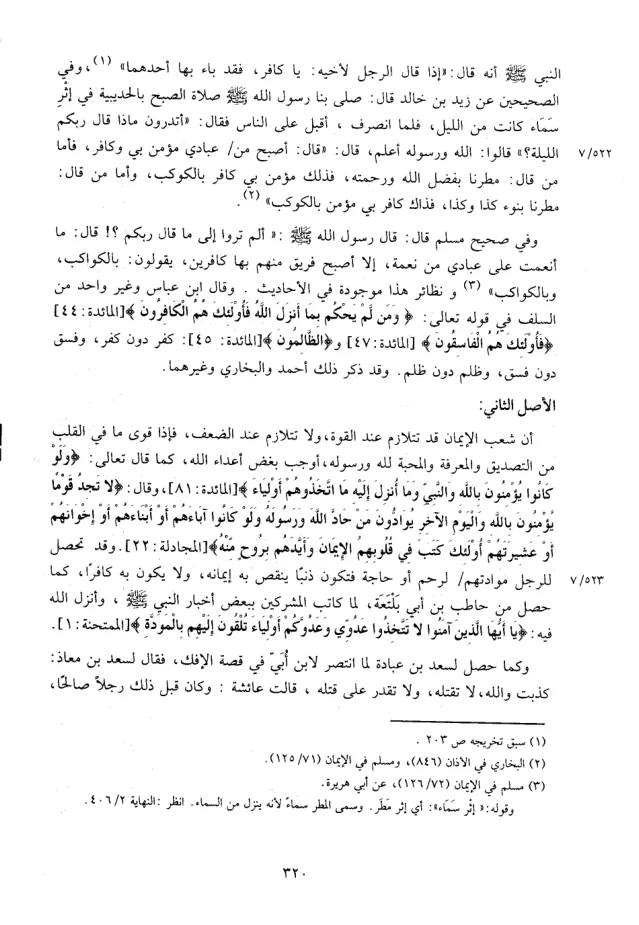 النبي ﷺ أنه قال: «إذا قال الرجل لأخيه: يا كافر، فقد باء بها أحدهما» (١)، وفي
الصحيحين عن زيد بن خالد قال: صلى بنا رسول الله ﷺ صلاة الصبح بالحديبية في إثْرِ
سَمَاء كانت من الليل، فلما انصرف ، أقبل على الناس فقال: «أتدرون ماذا قال ربكم
٧/٥٢٢ الليلة؟» قالوا: الله ورسوله أعلم، قال: «قال: أصبح من/ عبادي مؤمن بي وكافر، فأما
من قال: مطرنا بفضل الله ورحمته، فذلك مؤمن بي كافر بالكوكب، وأما من قال:
مطرنا بنوء كذا وكذا، فذاك كافر بي مؤمن بالكوكب» (٢).
وفي صحيح مسلم قال: قال رسول الله ﷺ :« ألم تروا إلى ما قال ربكم ؟! قال: ما
أنعمت على عبادي من نعمة، إلا أصبح فريق منهم بها كافرين، يقولون: بالكواكب،
وبالكواكب» (٣) و نظائر هذا موجودة في الأحاديث . وقال ابن عباس وغير واحد من
السلف في قوله تعالى: ﴿ وَمَن لَّمْ يَحْكُم بِمَا أَنزَلَ اللَّهُ فَأُوْلَئِكَ هُمُ الْكَافِرُونَ ﴾[المائدة:٤٤]
﴿فَأُوْلَئِكَ هُمُ الْفَاسِقُونَ ﴾ [المائدة:٤٧] و﴿الظَّالِمُونَ ﴾[المائدة: ٤٥]: كفر دون كفر، وفسق
دون فسق، وظلم دون ظلم. وقد ذكر ذلك أحمد والبخاري وغيرهما.
الأصل الثاني:
أن شعب الإيمان قد تتلازم عند القوة،ولا تتلازم عند الضعف، فإذا قوى ما في القلب
من التصديق والمعرفة والمحبة لله ورسوله،أوجب بغض أعداء الله، كما قال تعالى: ﴿وَلَوْ
كَانُوا يُؤْمِنُونَ بِاللَّهِ وَالنَّبِيِّ وَمَا أُنزِلَ إِلَيْهِ مَا اتَّخَذُوهُمْ أَوْلِيَاءَ ﴾[المائدة:٨١]،وقال: ﴿لا تَجِدُ قَوْمًا
يُؤْمِنُونَ بِاللَّهِ وَالْيَوْمِ الآخِرِ يُوَادُّونَ مَنْ حَادَّ اللَّهَ وَرَسُولَهُ وَلَوْ كَانُوا آبَاءَهُمْ أَوْ أَبْنَاءَهُمْ أَوْ إِخْوَانَهُمْ
أَوْ عَشِيرَتَهُمْ أُوْلَئِكَ كَتَبَ فِي قُلُوبِهِمُ الإِيمَانَ وَأَيَّدَهُم بِرُوحٍ مِّنْهُ﴾[المجادلة:٢٢].وقد تحصل
٧/٥٢٣ للرجل موادتهم/ لرحم أو حاجة فتكون ذنبًا ينقص به إيمانه، ولا يكون به كافرًا، كما
حصل من حاطب بن أبي بَلْتَعَة، لما كاتب المشركين ببعض أخبار النبي ﷺ ، وأنزل الله
فيه: ﴿يَا أَيُّهَا الَّذِينَ آمَنُوا لا تَتَّخِذُوا عَدُوِّي وَعَدُوَّكُمْ أَوْلِيَاءَ تُلْقُونَ إِلَيْهِم بِالْمَوَدَّةِ ﴾[الممتحنة:١].
وكما حصل لسعد بن عبادة لما انتصر لابن أُبَيّ في قصة الإفك، فقال لسعد بن معاذ:
كذبت والله،لا تقتله، ولا تقدر على قتله ، قالت عائشة : وكان قبل ذلك رجلاً صالحًا،
(١) سبق تخريجه ص ٢٠٣ .
(٢) البخاري في الأذان (٨٤٦)، ومسلم في الإيمان (١٢٥/٧١).
(٣) مسلم في الإيمان (١٢٦/٧٢)، عن أبي هريرة.
وقوله:« إِثْرِ سَمَاء»: أي إثر مَطَر. وسمى المطر سماءً لأنه ينزل من السماء. انظر :النهاية ٤٠٦/٢.
٣٢٠